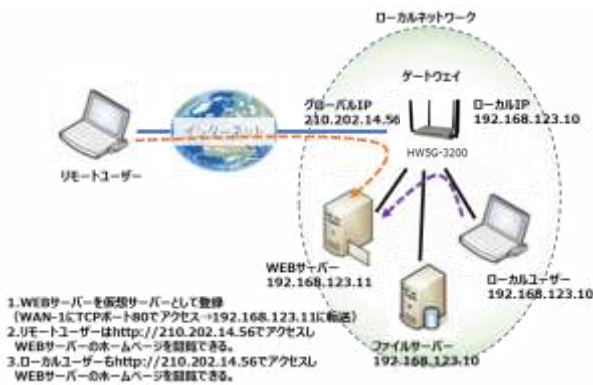 ローカルネットワーク
ゲートウェイ
グローバルIP
210.202.14.56
ローカルIP
192.168.123.10
インターネット
HW5G-3200
リモートユーザー
WEBサーバー
192.168.123.11
ローカルユーザー
192.168.123.10
ファイルサーバー
192.168.123.10
1.WEBサーバーを仮想サーバーとして登録
(WAN-1にTCPポート80でアクセス→192.168.123.11に転送)
2.リモートユーザーはhttp://210.202.14.56でアクセスし
WEBサーバーのホームページを閲覧できる。
3.ローカルユーザーもhttp://210.202.14.56でアクセスし
WEBサーバーのホームページを閲覧できる。